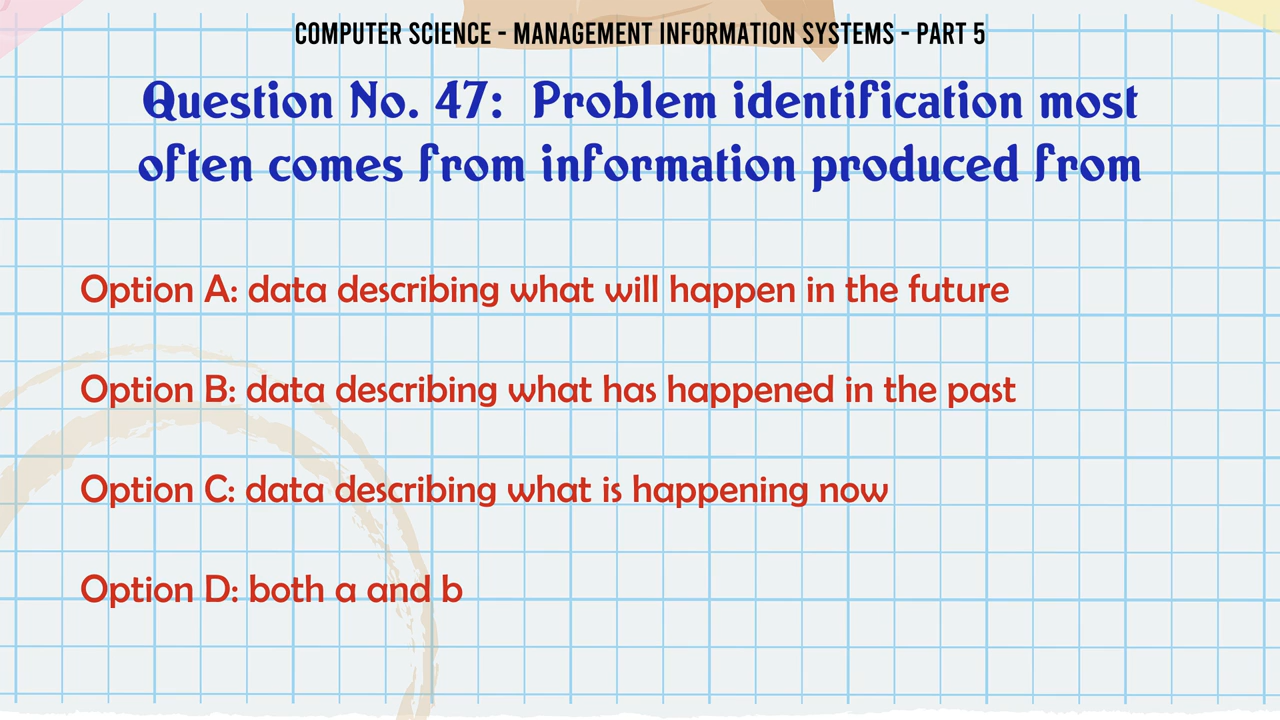 COMPUTER SCIENCE - MANAGEMENT INFORMATION SYSTEMS - PART 5
Question No. 47: Problem identification most
often comes from information produced from
Option A: data describing what will happen in the future
Option B: data describing what has happened in the past
Option C: data describing what is happening now
Option D: both a and b